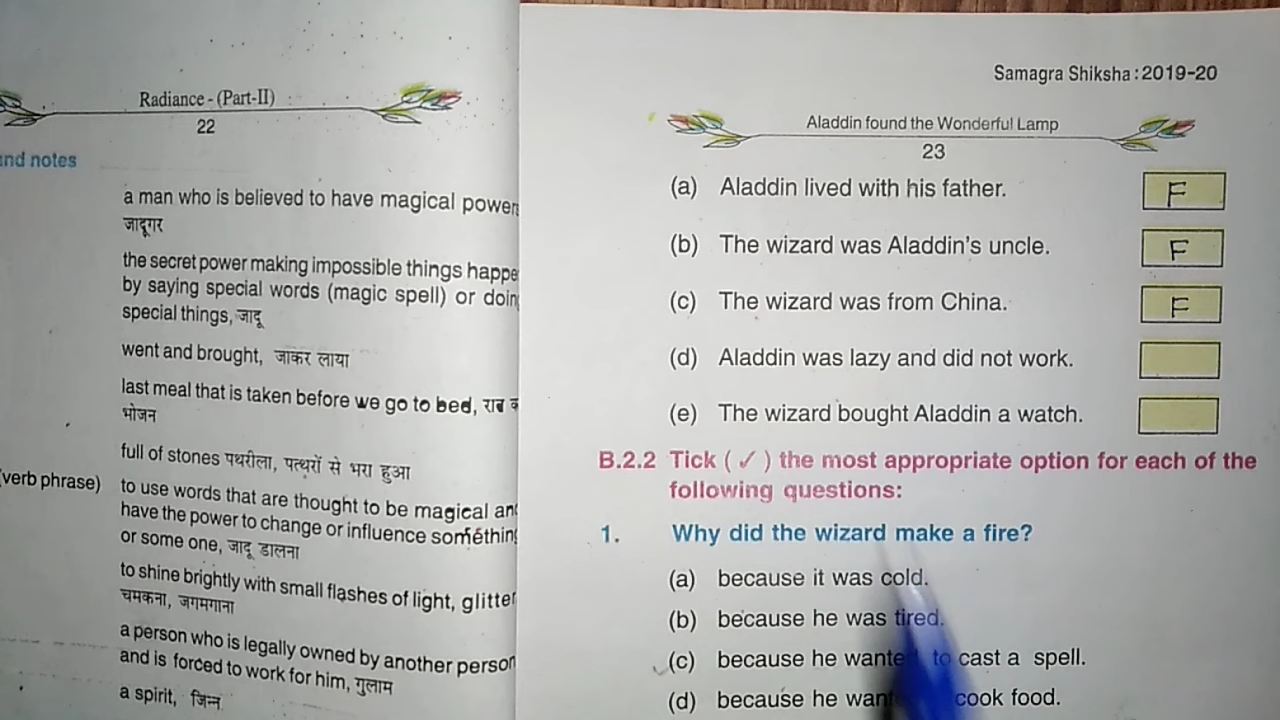 Radiance - (Part-II)
22
and notes
a man who is believed to have magical power
जादूगर
the secret power making impossible things happe
by saying special words (magic spell) or doin
special things, जादू
went and brought, जाकर लाया
last meal that is taken before we go to bed, रात क
भोजन
full of stones पथरीला, पत्थरों से भरा हुआ
(verb phrase) to use words that are thought to be magical an
have the power to change or influence somethin
or some one, जादू डालना
to shine brightly with small flashes of light, glitter
चमकना, जगमगाना
a person who is legally owned by another person
and is forced to work for him, गुलाम
a spirit, जिन्न
Samagra Shiksha : 2019-20
Aladdin found the Wonderful Lamp
23
(a) Aladdin lived with his father. F
(b) The wizard was Aladdin's uncle. F
(c) The wizard was from China. F
(d) Aladdin was lazy and did not work.
(e) The wizard bought Aladdin a watch.
B.2.2 Tick ( ✓ ) the most appropriate option for each of the
following questions:
1. Why did the wizard make a fire?
(a) because it was cold.
(b) because he was tired.
(c) because he wanted to cast a spell.
(d) because he want cook food.